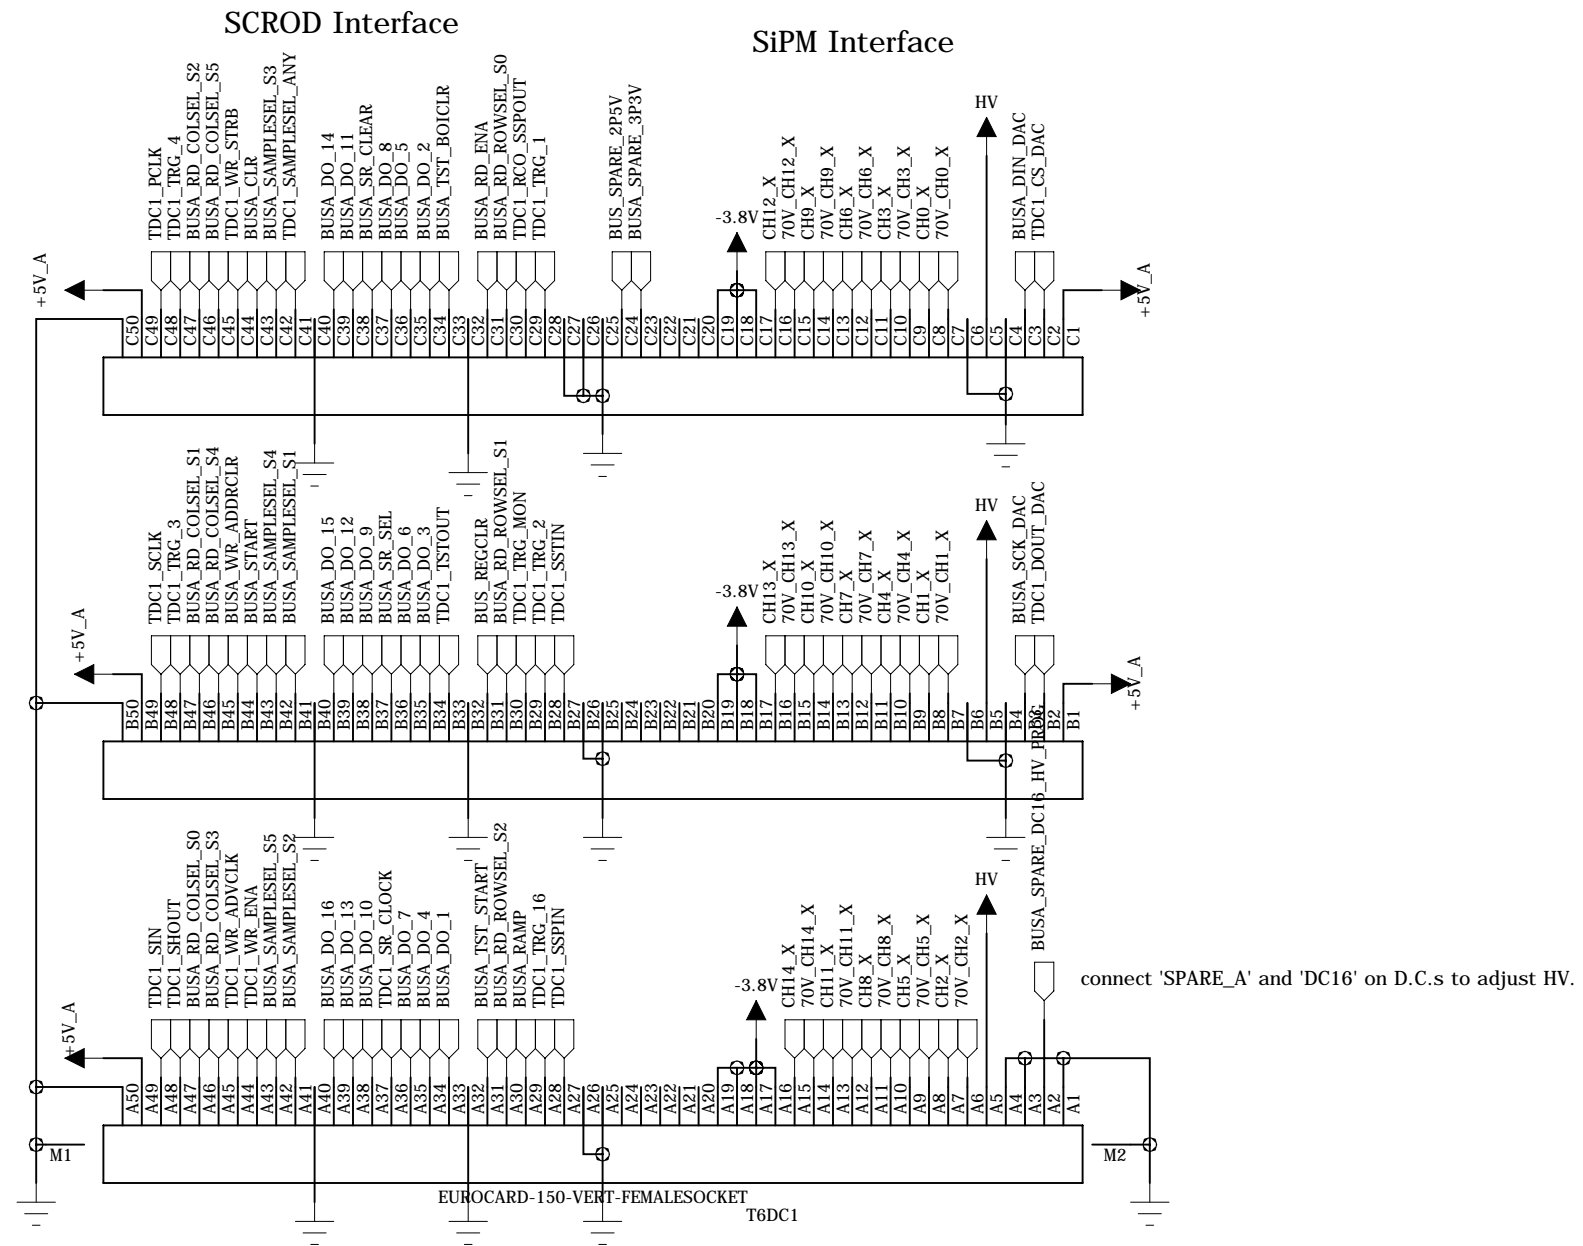 SCROD Interface
SiPM Interface
TDC1_PCLK
TDC1_TRG_4
BUSA_RD_COLSEL_S2
BUSA_RD_COLSEL_S5
TDC1_WR_STRB
BUSA_CLR
BUSA_SAMPLESEL_S3
TDC1_SAMPLESEL_ANY
BUSA_DO_14
BUSA_DO_11
BUSA_SR_CLEAR
BUSA_DO_8
BUSA_DO_5
BUSA_DO_2
BUSA_TST_BOICLR
BUSA_RD_ENA
BUSA_RD_ROWSEL_S0
TDC1_RCO_SSPOUT
TDC1_TRG_1
BUS_SPARE_2P5V
BUSA_SPARE_3P3V
-3.8V
CH12_X
70V_CH12_X
CH9_X
70V_CH9_X
CH6_X
70V_CH6_X
CH3_X
70V_CH3_X
CH0_X
70V_CH0_X
HV
BUSA_DIN_DAC
TDC1_CS_DAC
+5V_A
+5V_A
C50
C49
C48
C47
C46
C45
C44
C43
C42
C41
C40
C39
C38
C37
C36
C35
C34
C33
C32
C31
C30
C29
C28
C27
C26
C25
C24
C23
C22
C21
C20
C19
C18
C17
C16
C15
C14
C13
C12
C11
C10
C9
C8
C7
C6
C5
C4
C3
C2
C1
TDC1_SCLK
TDC1_TRG_3
BUSA_RD_COLSEL_S1
BUSA_RD_COLSEL_S4
BUSA_WR_ADDRCLR
BUSA_START
BUSA_SAMPLESEL_S4
BUSA_SAMPLESEL_S1
BUSA_DO_15
BUSA_DO_12
BUSA_DO_9
BUSA_SR_SEL
BUSA_DO_6
BUSA_DO_3
TDC1_TSTOUT
BUS_REGCLR
BUSA_RD_ROWSEL_S1
TDC1_TRG_MON
TDC1_TRG_2
TDC1_SSTIN
-3.8V
CH13_X
70V_CH13_X
CH10_X
70V_CH10_X
CH7_X
70V_CH7_X
CH4_X
70V_CH4_X
CH1_X
70V_CH1_X
HV
BUSA_SCK_DAC
TDC1_DOUT_DAC
+5V_A
+5V_A
B50
B49
B48
B47
B46
B45
B44
B43
B42
B41
B40
B39
B38
B37
B36
B35
B34
B33
B32
B31
B30
B29
B28
B27
B26
B25
B24
B23
B22
B21
B20
B19
B18
B17
B16
B15
B14
B13
B12
B11
B10
B9
B8
B7
B6
B5
B4
B2
B1
TDC1_SIN
TDC1_SHOUT
BUSA_RD_COLSEL_S0
BUSA_RD_COLSEL_S3
TDC1_WR_ADVCLK
TDC1_WR_ENA
BUSA_SAMPLESEL_S5
BUSA_SAMPLESEL_S2
BUSA_DO_16
BUSA_DO_13
BUSA_DO_10
TDC1_SR_CLOCK
BUSA_DO_7
BUSA_DO_4
BUSA_DO_1
BUSA_TST_START
BUSA_RD_ROWSEL_S2
BUSA_RAMP
TDC1_TRG_16
TDC1_SSPIN
-3.8V
CH14_X
70V_CH14_X
CH11_X
70V_CH11_X
CH8_X
70V_CH8_X
CH5_X
70V_CH5_X
CH2_X
70V_CH2_X
HV
BUSA_SPARE_DC16_HV_PROG
connect 'SPARE_A' and 'DC16' on D.C.s to adjust HV.
+5V_A
A50
A49
A48
A47
A46
A45
A44
A43
A42
A41
A40
A39
A38
A37
A36
A35
A34
A33
A32
A31
A30
A29
A28
A27
A26
A25
A24
A23
A22
A21
A20
A19
A18
A17
A16
A15
A14
A13
A12
A11
A10
A9
A8
A7
A6
A5
A4
A3
A2
A1
M1
M2
EUROCARD-150-VERT-FEMALESOCKET
T6DC1